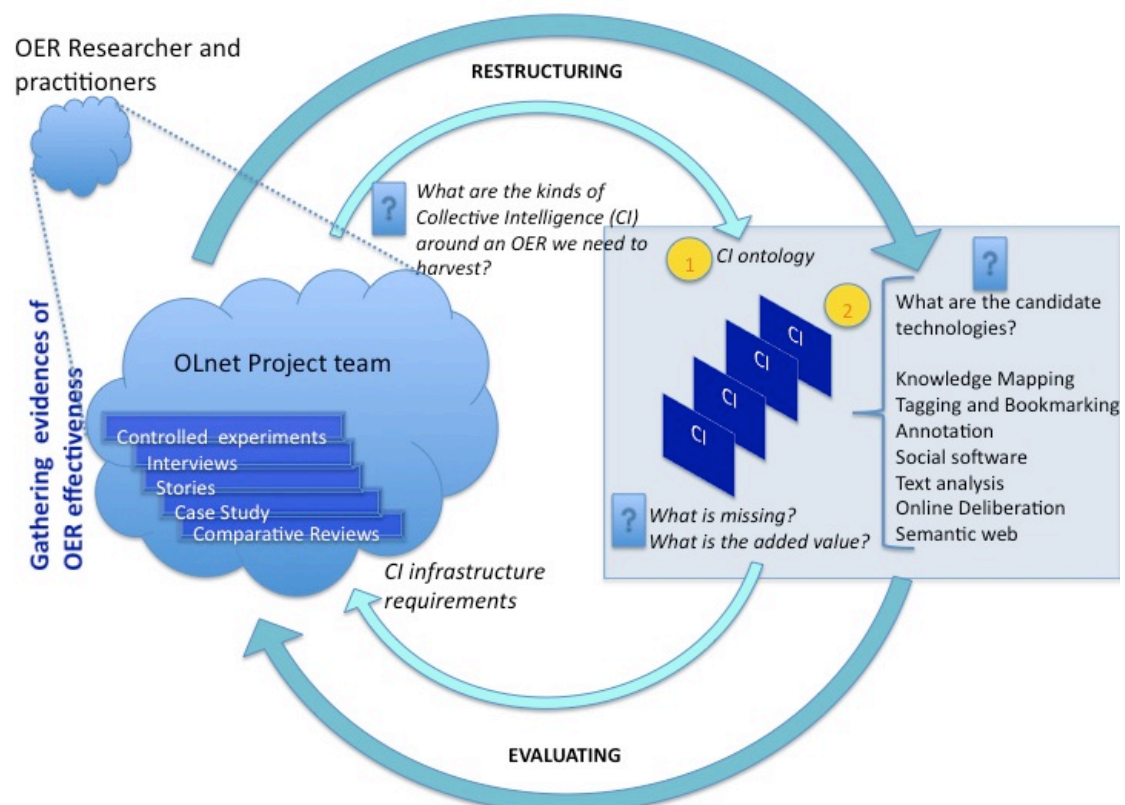 OER Researcher and
practitioners
RESTRUCTURING
?
What are the kinds of
Collective Intelligence (CI)
around an OER we need to
harvest?
Gathering evidences of
OER effectiveness
OLnet Project team
Controlled experiments
Interviews
Stories
Case Study
Comparative Reviews
CI infrastructure
requirements
1
CI ontology
2
CI
CI
CI
CI
?
What is missing?
What is the added value?
?
What are the candidate
technologies?
Knowledge Mapping
Tagging and Bookmarking
Annotation
Social software
Text analysis
Online Deliberation
Semantic web
EVALUATING